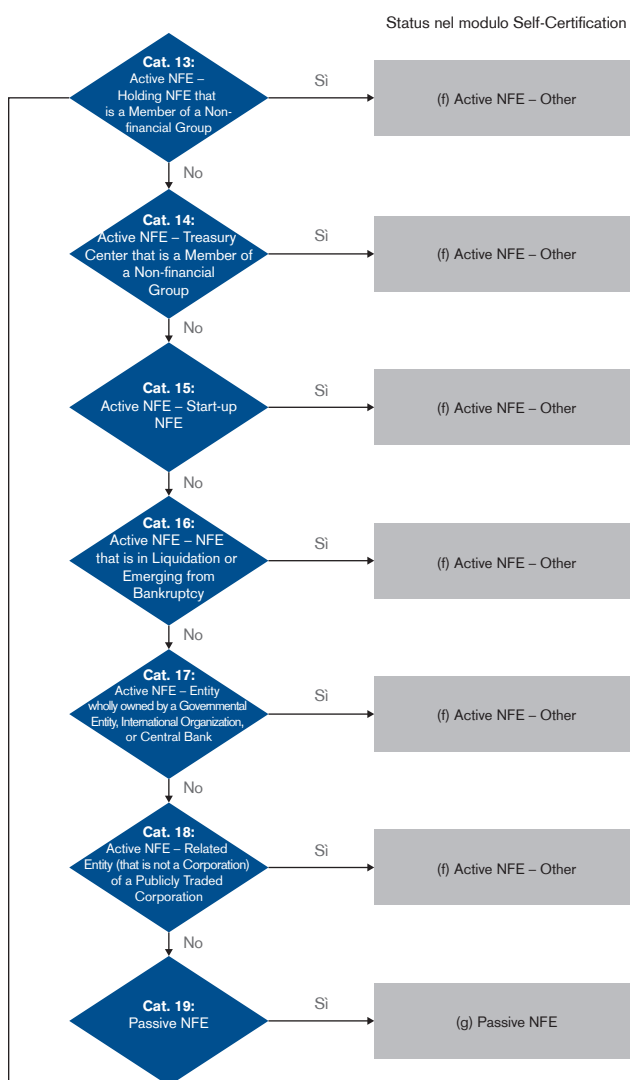 Status nel modulo Self-Certification
Cat. 13:
Active NFE –
Holding NFE that
is a Member of a Non-
financial Group
Sì
(f) Active NFE – Other
No
Cat. 14:
Active NFE – Treasury
Center that is a Member of
a Non-financial
Group
Sì
(f) Active NFE – Other
No
Cat. 15:
Active NFE – Start-up
NFE
Sì
(f) Active NFE – Other
No
Cat. 16:
Active NFE – NFE
that is in Liquidation or
Emerging from
Bankruptcy
Sì
(f) Active NFE – Other
No
Cat. 17:
Active NFE – Entity
wholly owned by a Governmental
Entity, International Organization,
or Central Bank
Sì
(f) Active NFE – Other
No
Cat. 18:
Active NFE – Related
Entity (that is not a Corporation)
of a Publicly Traded
Corporation
Sì
(f) Active NFE – Other
No
Cat. 19:
Passive NFE
Sì
(g) Passive NFE